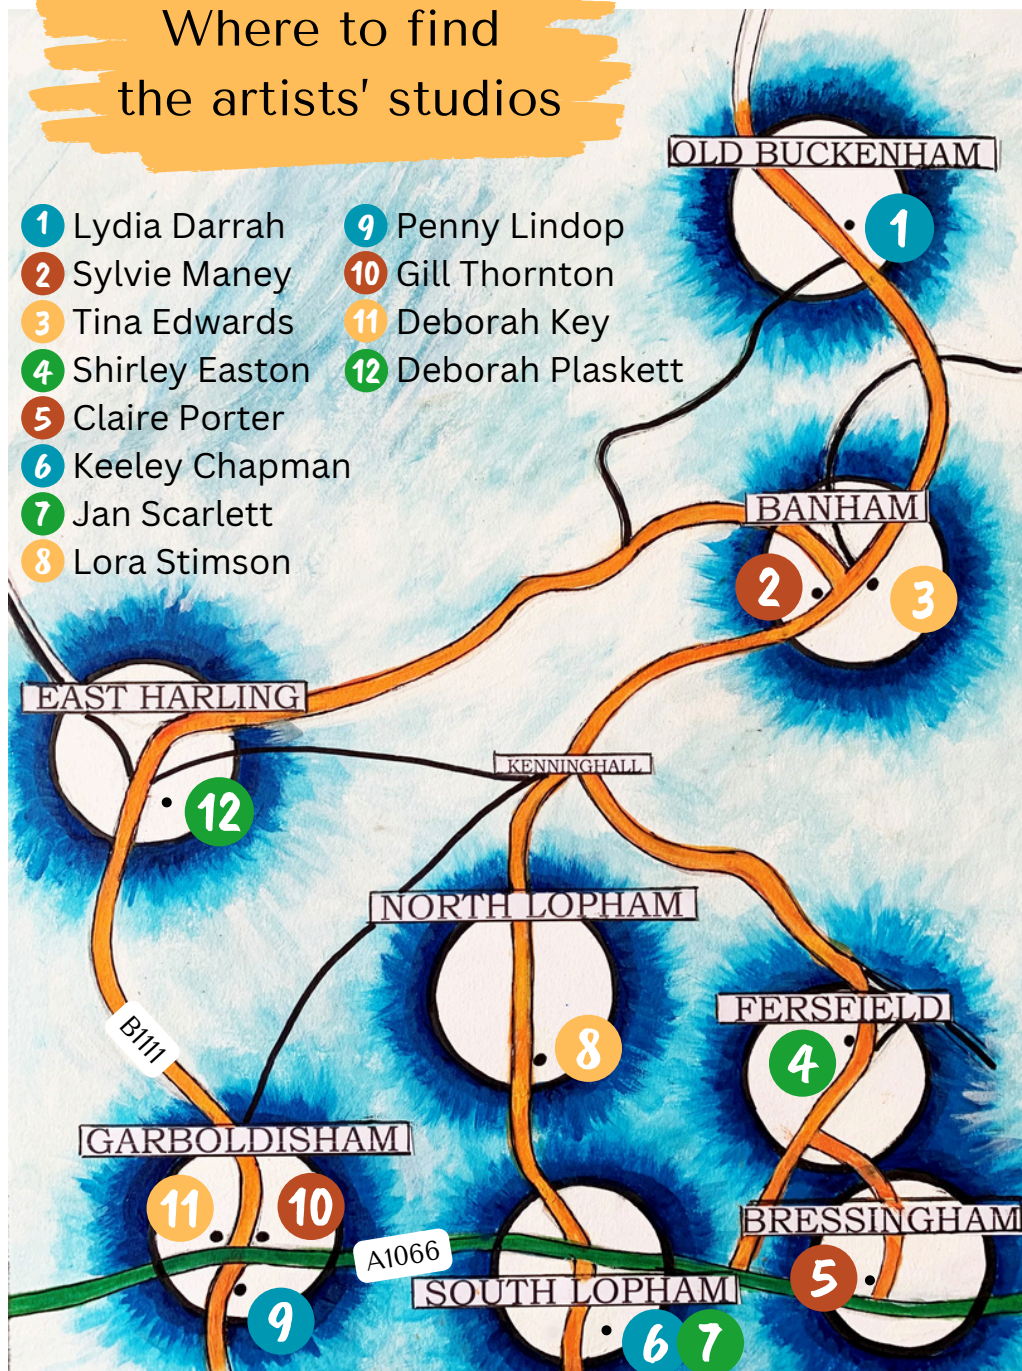 Where to find
the artists' studios
1 Lydia Darrah
2 Sylvie Maney
3 Tina Edwards
4 Shirley Easton
5 Claire Porter
6 Keeley Chapman
7 Jan Scarlett
8 Lora Stimson
9 Penny Lindop
10 Gill Thornton
11 Deborah Key
12 Deborah Plaskett
OLD BUCKENHAM
1
BANHAM
2
3
EAST HARLING
12
KENNINGHALL
NORTH LOPHAM
8
FERSFIELD
4
B1111
GARBOLDISHAM
11
10
9
A1066
SOUTH LOPHAM
6
7
BRESSINGHAM
5